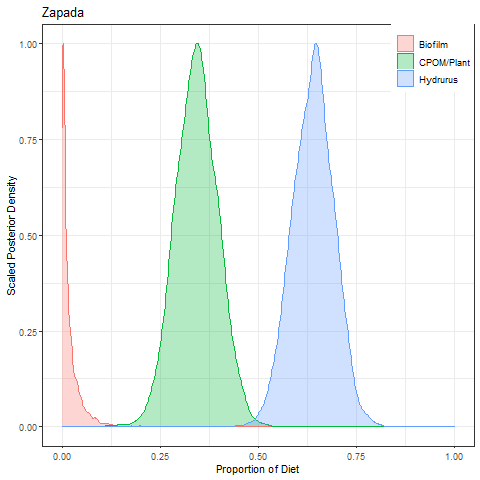 Zapada
Biofilm
CPOM/Plant
Hydrurus
Scaled Posterior Density
1.00
0.75
0.50
0.25
0.00
0.00 0.25 0.50 0.75 1.00
Proportion of Diet